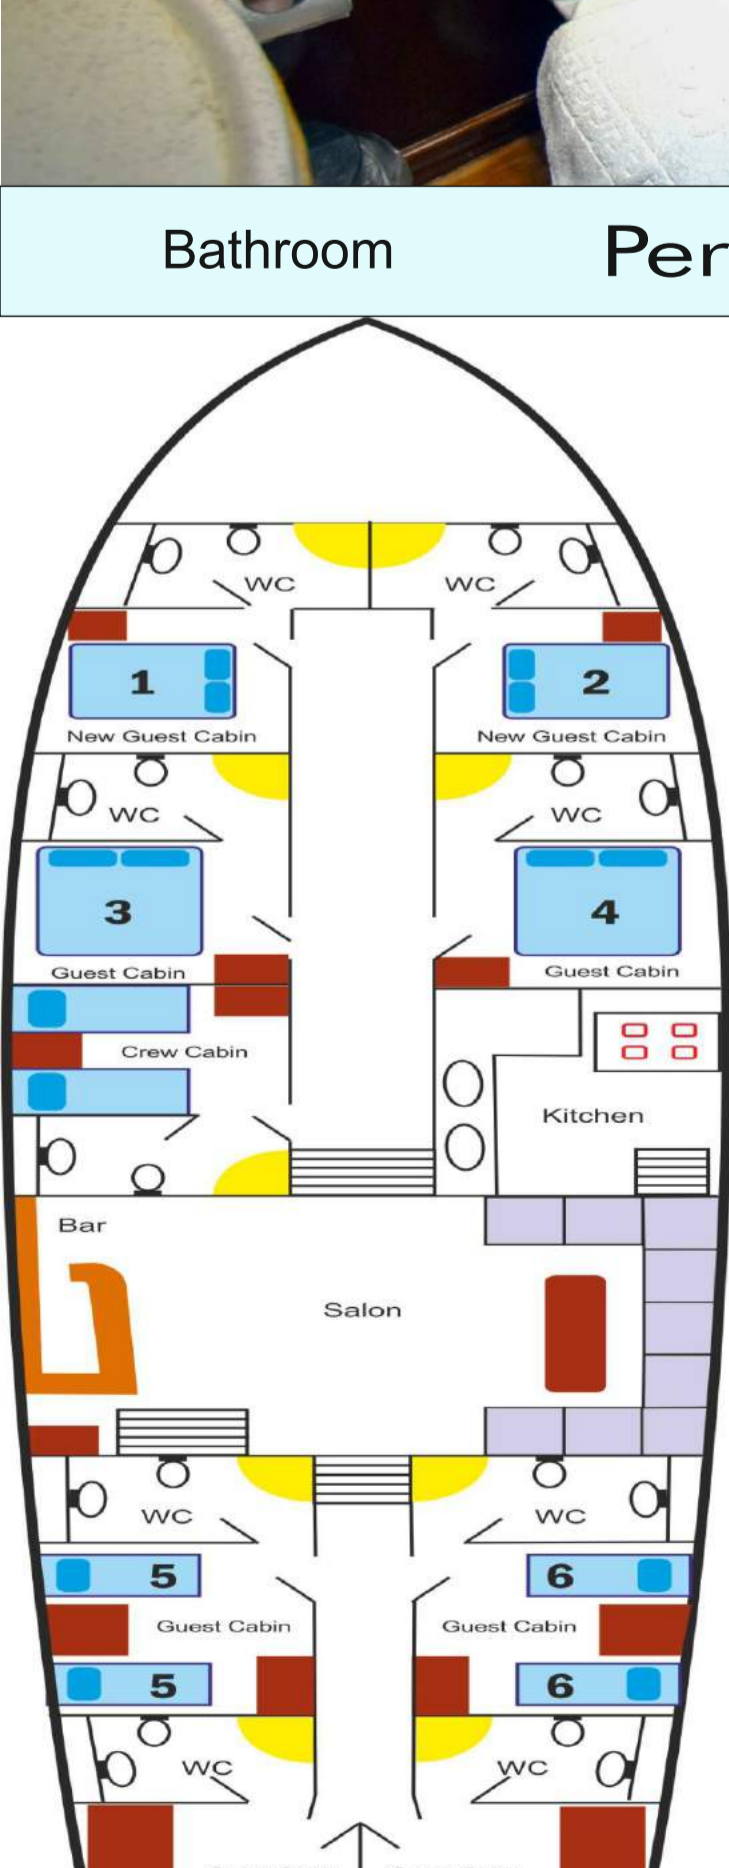 Bathroom Per
WC WC
1 2
New Guest Cabin New Guest Cabin
WC WC
3 4
Guest Cabin Guest Cabin
Crew Cabin
Kitchen
Bar
Salon
WC WC
5 6
Guest Cabin Guest Cabin
5 6
WC WC